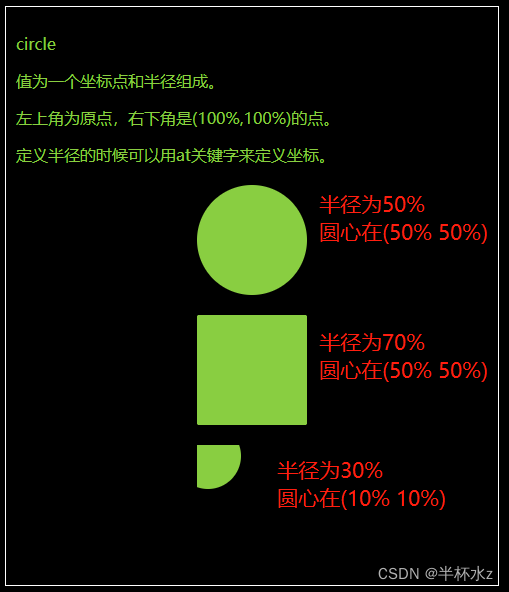 circle
值为一个坐标点和半径组成。
左上角为原点，右下角是(100%,100%)的点。
定义半径的时候可以用at关键字来定义坐标。
半径为50%
圆心在(50% 50%)
半径为70%
圆心在(50% 50%)
半径为30%
圆心在(10% 10%)
CSDN @半杯水z